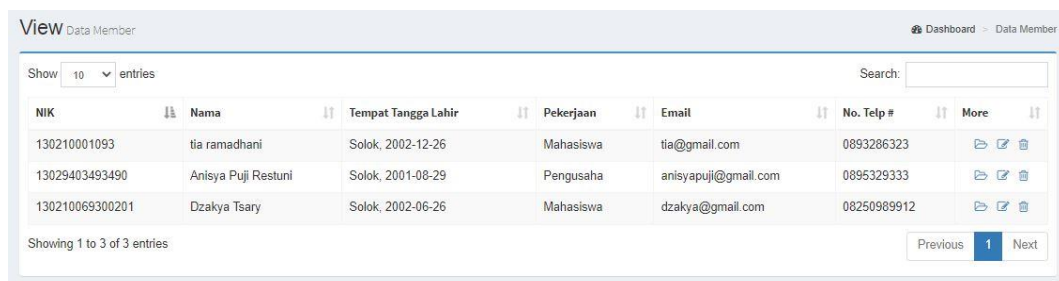 View Data Member Dashboard > Data Member
Show 10 entries Search:
NIK Nama Tempat Tangga Lahir Pekerjaan Email No. Telp # More
130210001093 tia ramadhani Solok, 2002-12-26 Mahasiswa tia@gmail.com 0893286323
13029403493490 Anisya Puji Restuni Solok, 2001-08-29 Pengusaha anisyapuji@gmail.com 0895329333
130210069300201 Dzakya Tsary Solok, 2002-06-26 Mahasiswa dzakya@gmail.com 08250989912
Showing 1 to 3 of 3 entries Previous 1 Next